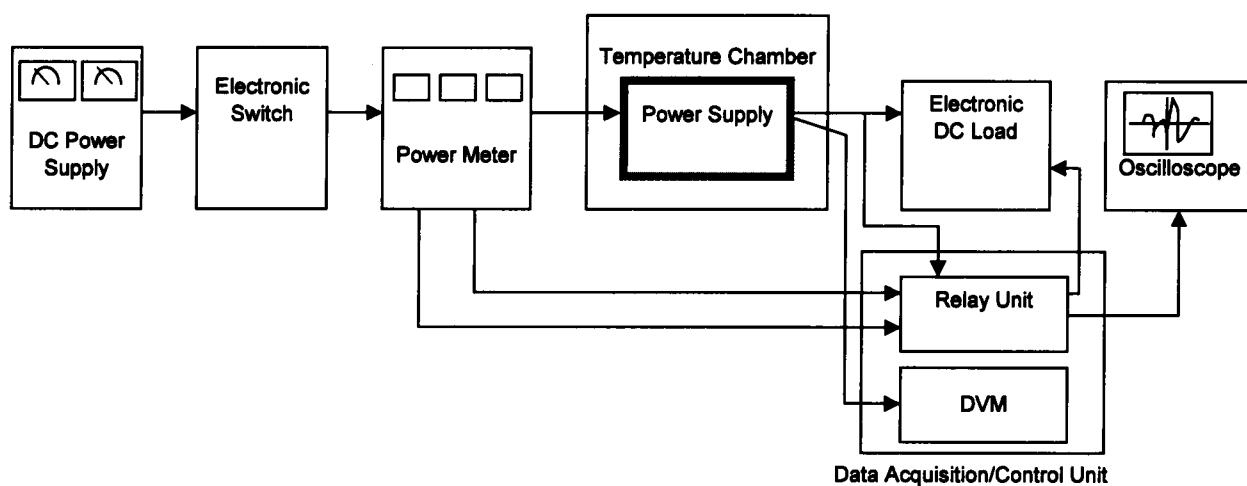 DC Power
Supply
Electronic
Switch
Power Meter
Temperature Chamber
Power Supply
Electronic
DC Load
Oscilloscope
Relay Unit
DVM
Data Acquisition/Control Unit